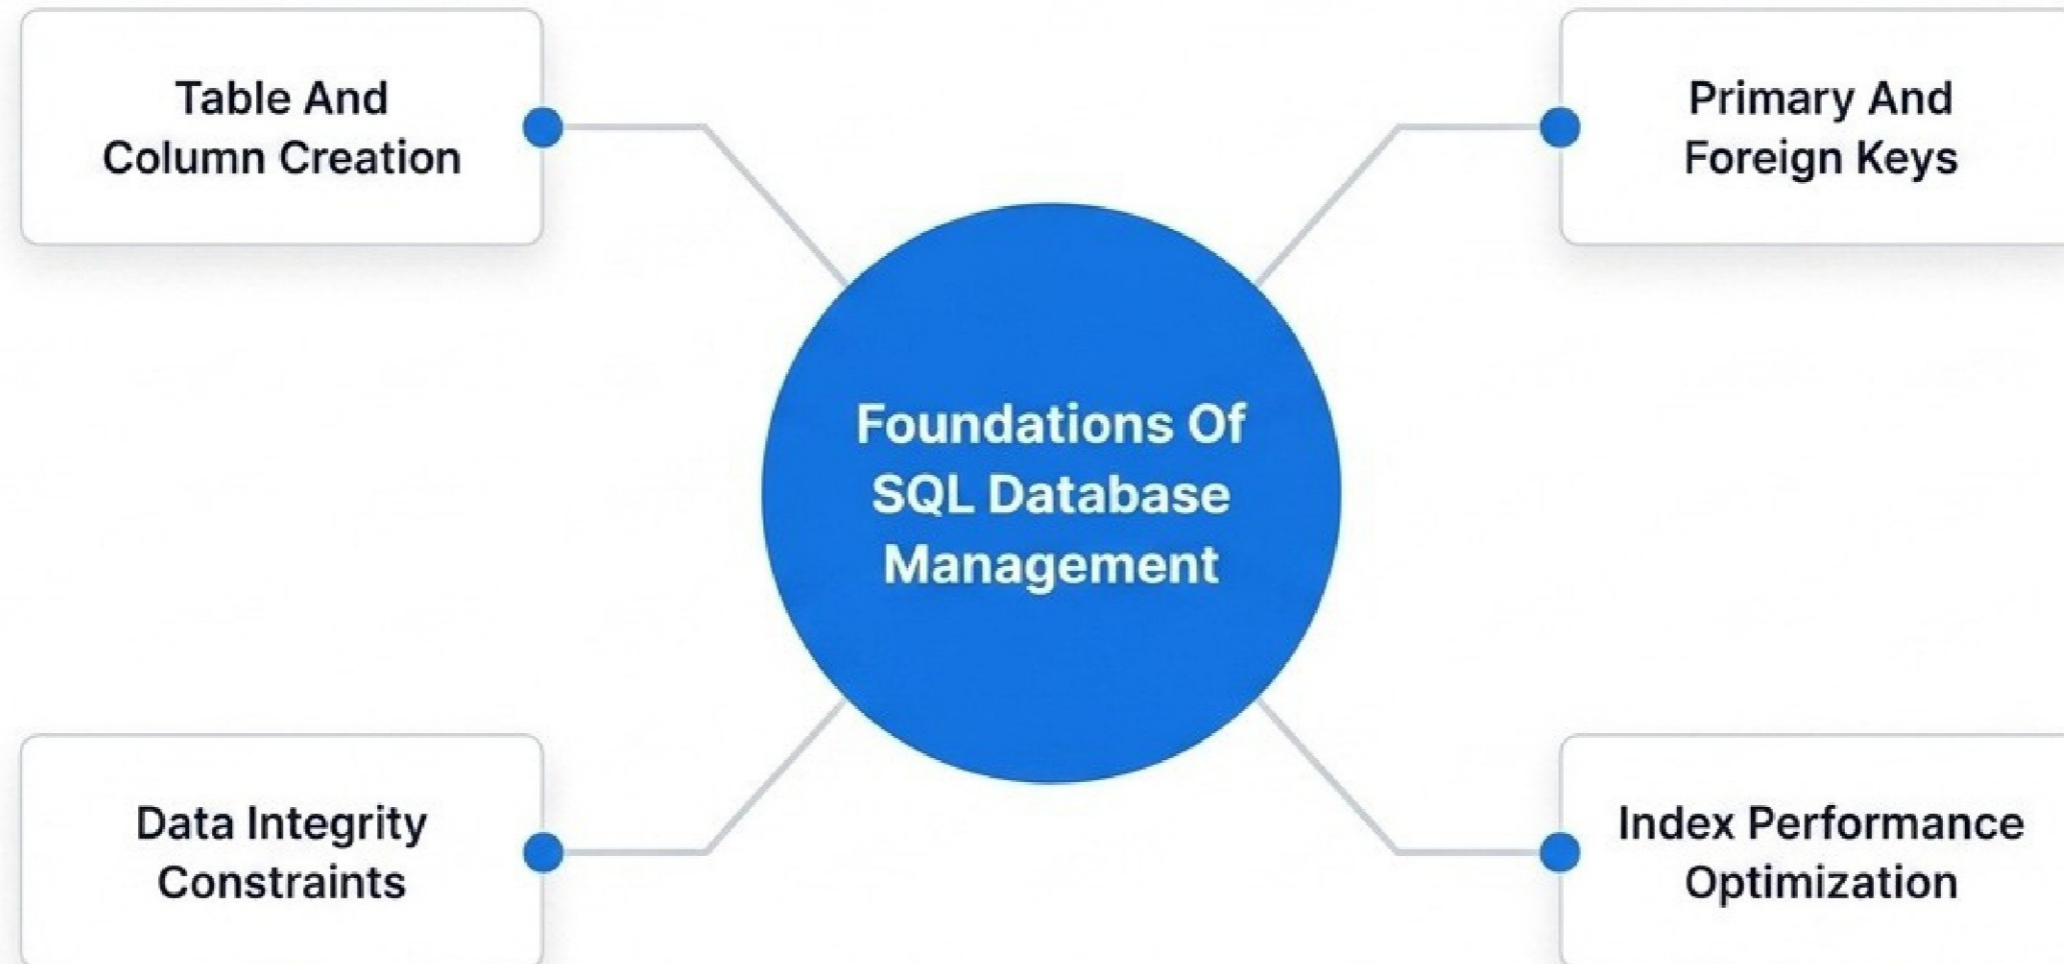 Table And
Column Creation
Primary And
Foreign Keys
Foundations Of
SQL Database
Management
Data Integrity
Constraints
Index Performance
Optimization